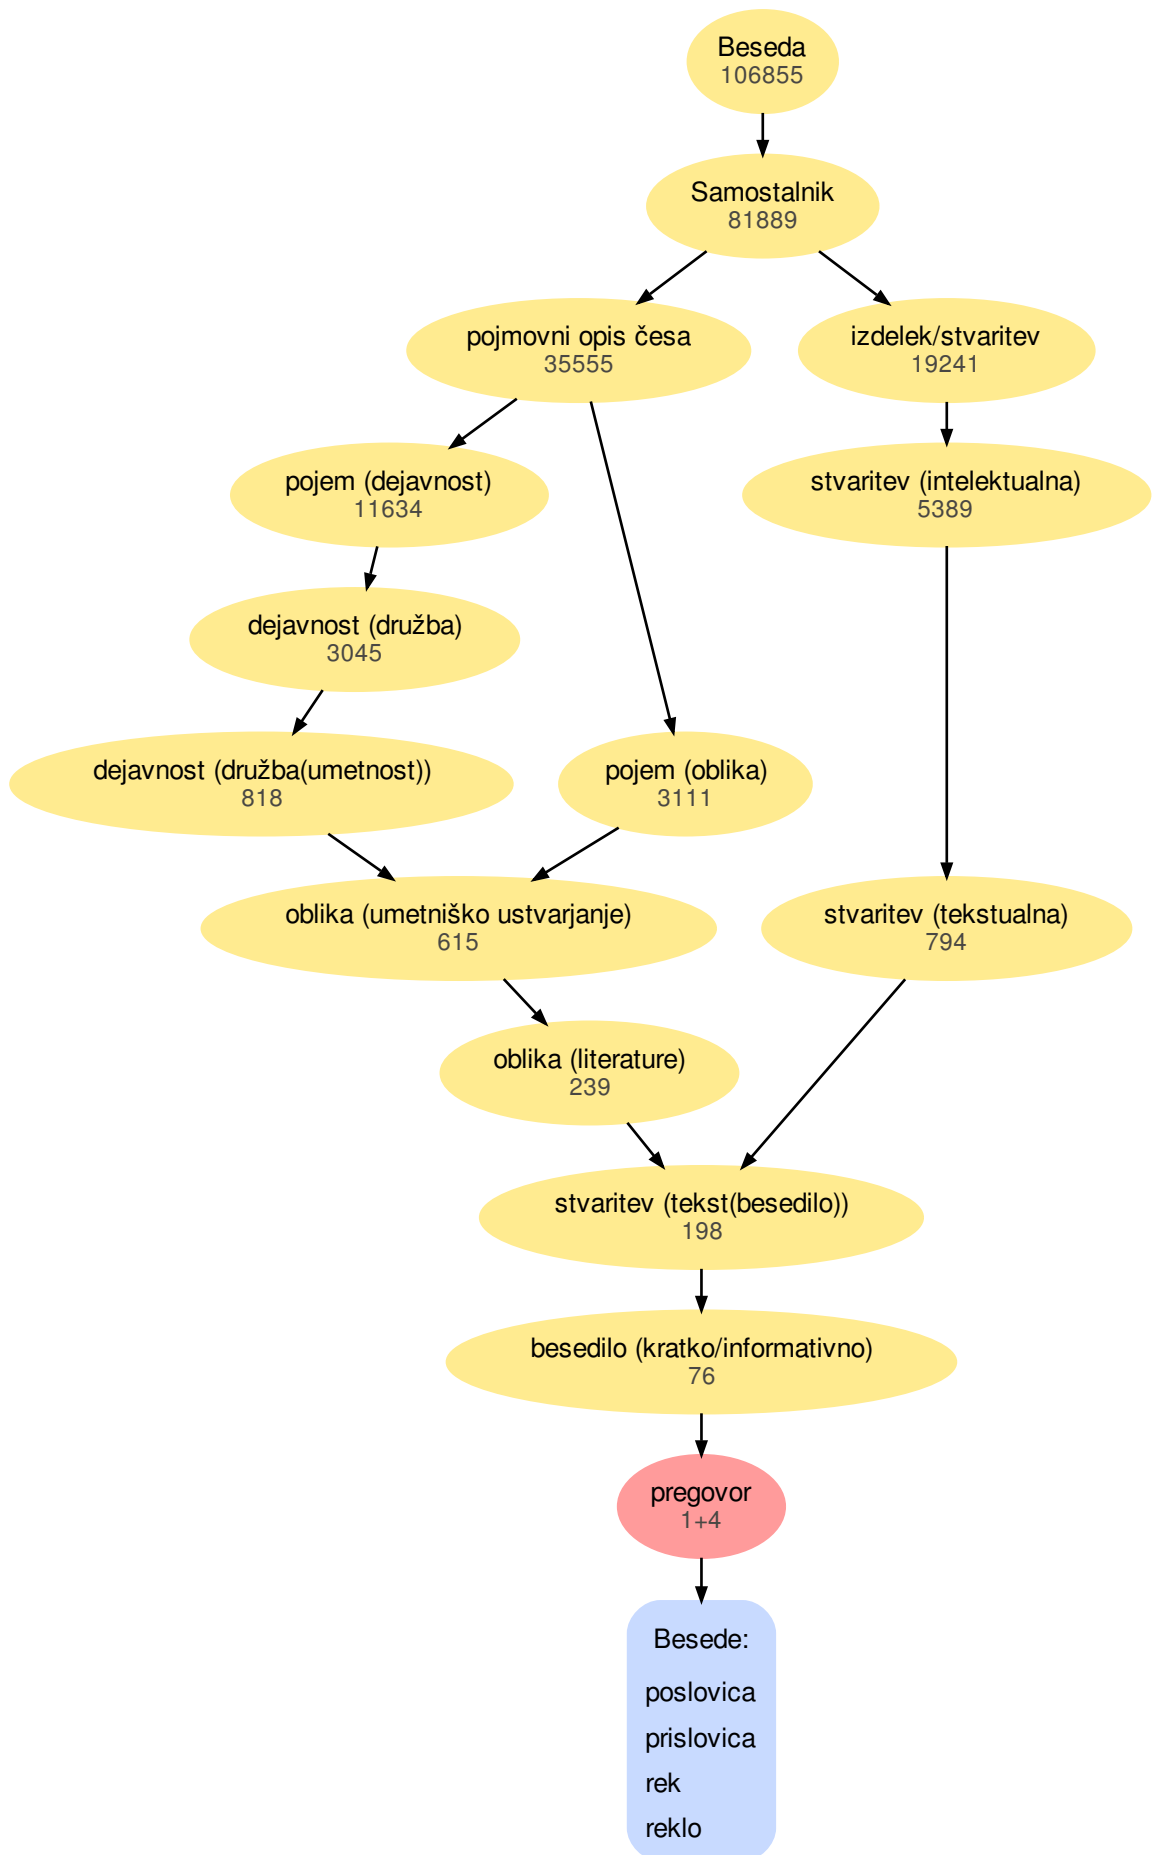 Beseda
106855
Samostalnik
81889
pojmovni opis česa
35555
izdelek/stvaritev
19241
pojem (dejavnost)
11634
stvaritev (intelektualna)
5389
dejavnost (družba)
3045
dejavnost (družba(umetnost))
818
pojem (oblika)
3111
oblika (umetniško ustvarjanje)
615
stvaritev (tekstualna)
794
oblika (literature)
239
stvaritev (tekst(besedilo))
198
besedilo (kratko/informativno)
76
pregovor
1+4
Besede:
poslovica
prislovica
rek
reklo